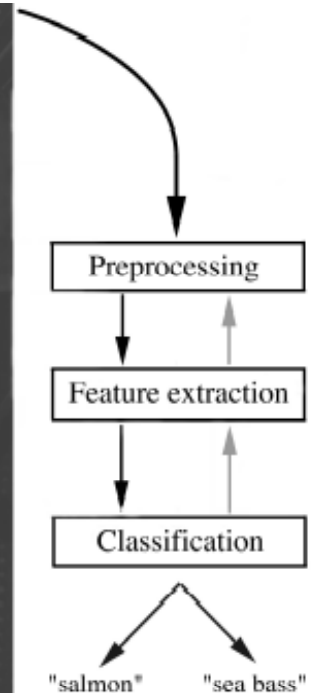 Preprocessing
Feature extraction
Classification
"salmon"
"sea bass"